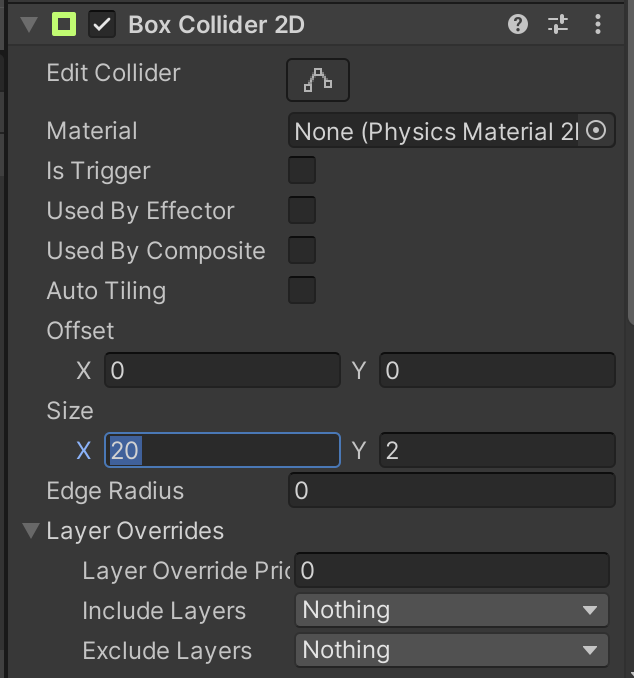 Box Collider 2D
Edit Collider
Material None (Physics Material 2
Is Trigger
Used By Effector
Used By Composite
Auto Tiling
Offset
X 0 Y 0
Size
X 20 Y 2
Edge Radius 0
Layer Overrides
Layer Override Pric 0
Include Layers Nothing
Exclude Layers Nothing